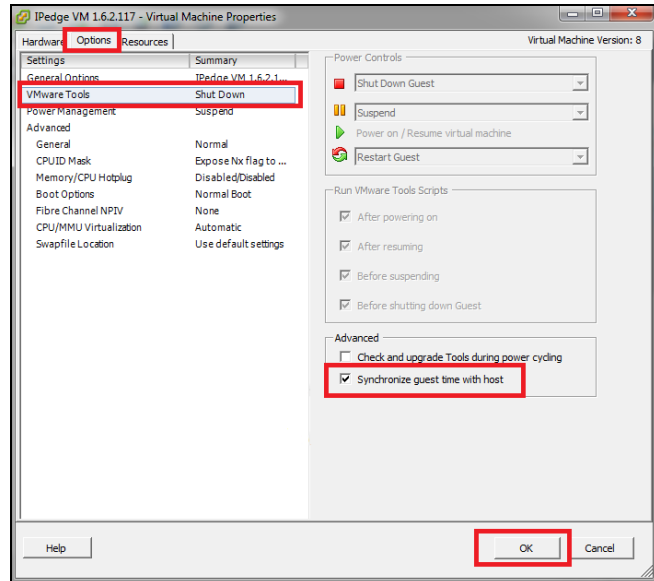 IPedge VM 1.6.2.117 - Virtual Machine Properties
Hardware Options Resources Virtual Machine Version: 8
Settings Summary
General Options IPedge VM 1.6.2.1...
VMware Tools Shut Down
Power Management Suspend
Advanced
General Normal
CPUID Mask Expose Nx flag to ...
Memory/CPU Hotplug Disabled/Disabled
Boot Options Normal Boot
Fibre Channel NPIV None
CPU/MMU Virtualization Automatic
Swapfile Location Use default settings
Power Controls
Shut Down Guest
Suspend
Power on / Resume virtual machine
Restart Guest
Run VMware Tools Scripts
After powering on
After resuming
Before suspending
Before shutting down Guest
Advanced
Check and upgrade Tools during power cycling
Synchronize guest time with host
Help OK Cancel